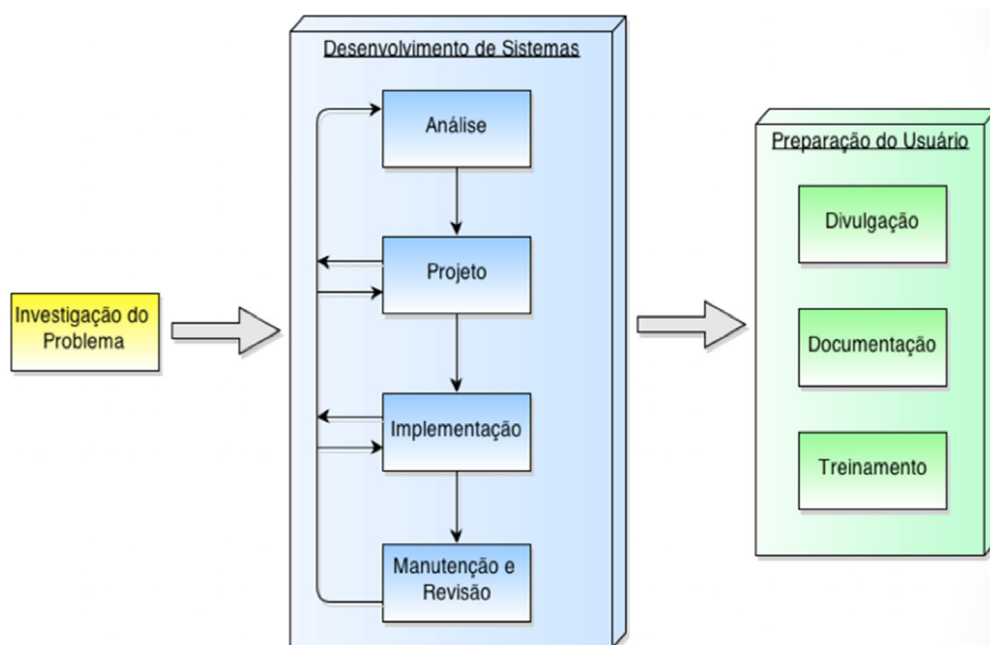 Investigação do
Problema
Desenvolvimento de Sistemas
Análise
Projeto
Implementação
Manutenção e
Revisão
Preparação do Usuário
Divulgação
Documentação
Treinamento